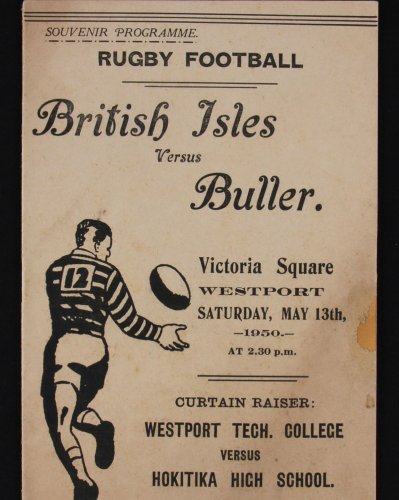 SOUVENIR PROGRAMME.
RUGBY FOOTBALL
British Isles
Versus
Buller.
12
Victoria Square
WESTPORT
SATURDAY, MAY 13th,
—1950.—
AT 2.30 p.m.
CURTAIN RAISER:
WESTPORT TECH. COLLEGE
VERSUS
HOKITIKA HIGH SCHOOL.